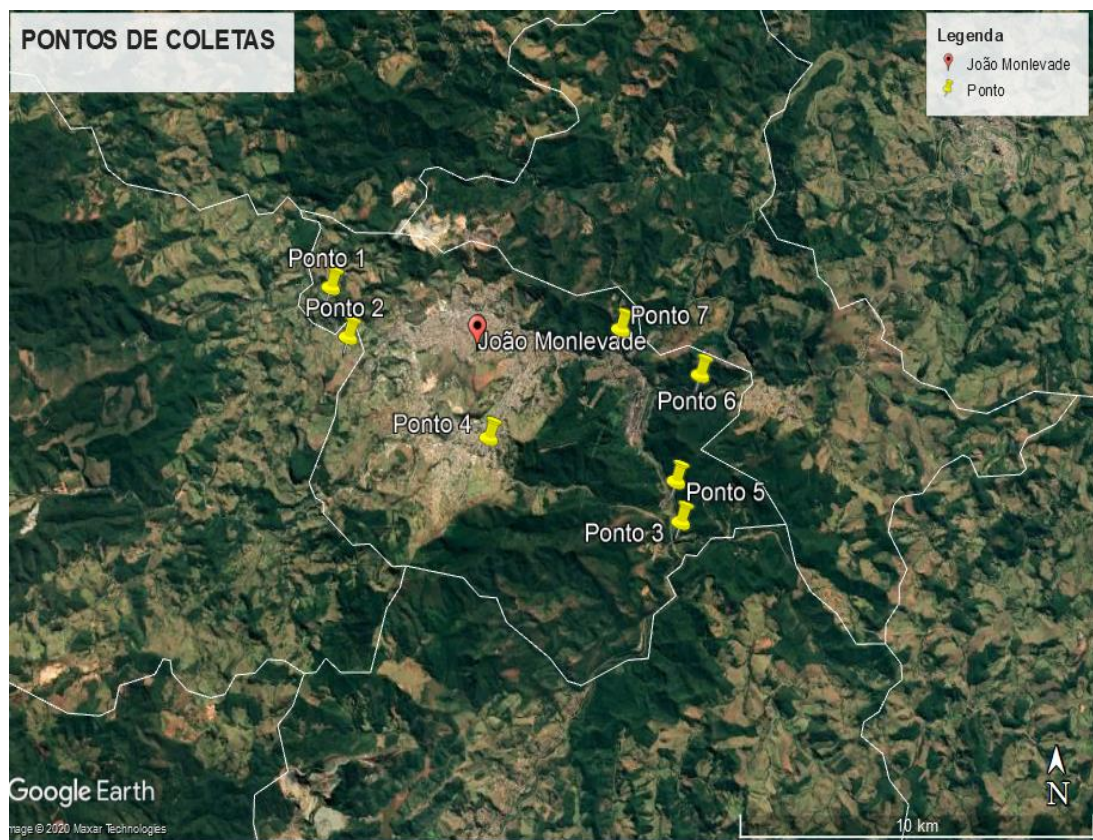 PONTOS DE COLETAS
Legenda
João Monlevade
Ponto
Ponto 1
Ponto 2
Ponto 7
João Monlevade
Ponto 6
Ponto 4
Ponto 5
Ponto 3
N
Google Earth
mage © 2020 Maxar Technologies
10 km